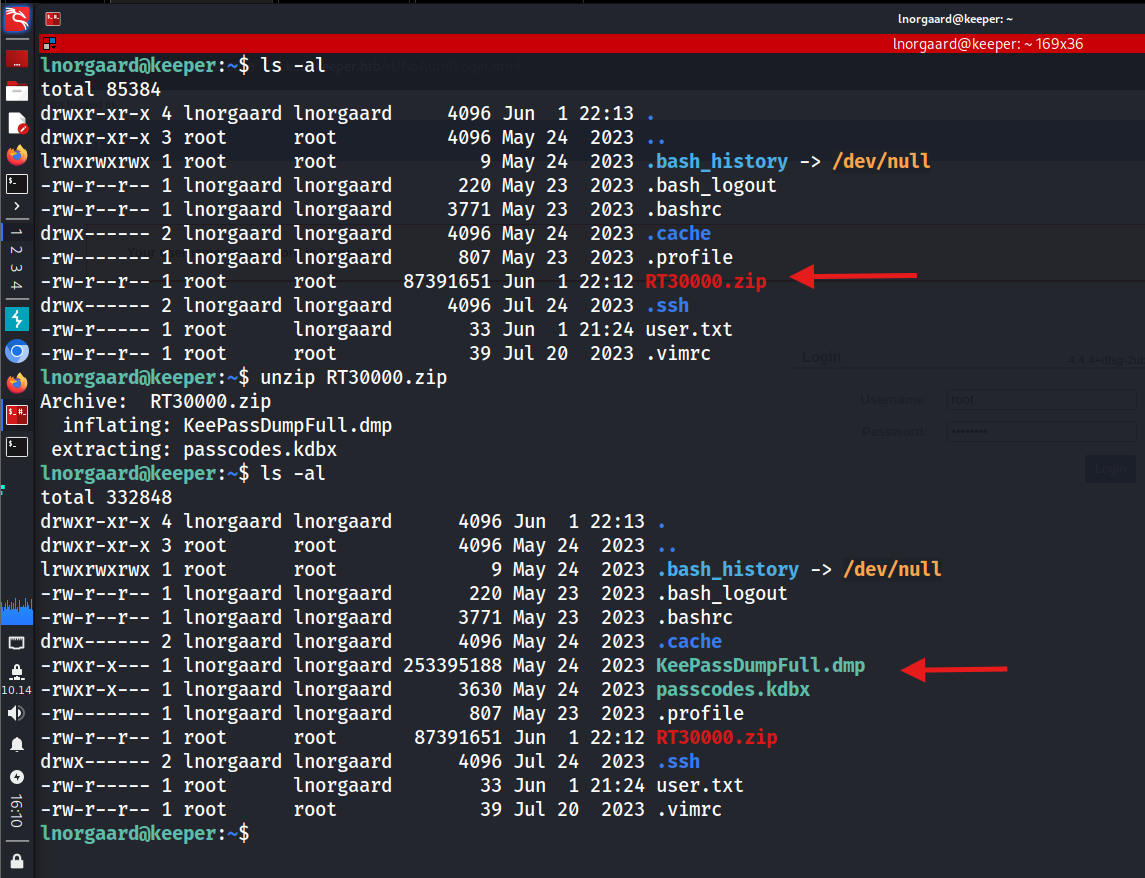 lnorgaard@keeper: ~
lnorgaard@keeper: ~ 169x36
lnorgaard@keeper:~$ ls -al
total 85384
drwxr-xr-x 4 lnorgaard lnorgaard     4096 Jun  1 22:13 .
drwxr-xr-x 3 root      root          4096 May 24  2023 ..
lrwxrwxrwx 1 root      root             9 May 24  2023 .bash_history -> /dev/null
-rw-r--r-- 1 lnorgaard lnorgaard      220 May 23  2023 .bash_logout
-rw-r--r-- 1 lnorgaard lnorgaard     3771 May 23  2023 .bashrc
drwx------ 2 lnorgaard lnorgaard     4096 May 24  2023 .cache
-rw------- 1 lnorgaard lnorgaard      807 May 23  2023 .profile
-rw-r--r-- 1 root      root      87391651 Jun  1 22:12 RT30000.zip
drwx------ 2 lnorgaard lnorgaard     4096 Jul 24  2023 .ssh
-rw-r----- 1 root      lnorgaard       33 Jun  1 21:24 user.txt
-rw-r--r-- 1 root      root            39 Jul 20  2023 .vimrc
lnorgaard@keeper:~$ unzip RT30000.zip
Archive:  RT30000.zip
  inflating: KeePassDumpFull.dmp
 extracting: passcodes.kdbx
lnorgaard@keeper:~$ ls -al
total 332848
drwxr-xr-x 4 lnorgaard lnorgaard      4096 Jun  1 22:13 .
drwxr-xr-x 3 root      root           4096 May 24  2023 ..
lrwxrwxrwx 1 root      root              9 May 24  2023 .bash_history -> /dev/null
-rw-r--r-- 1 lnorgaard lnorgaard       220 May 23  2023 .bash_logout
-rw-r--r-- 1 lnorgaard lnorgaard      3771 May 23  2023 .bashrc
drwx------ 2 lnorgaard lnorgaard      4096 May 24  2023 .cache
-rwxr-x--- 1 lnorgaard lnorgaard 253395188 May 24  2023 KeePassDumpFull.dmp
-rwxr-x--- 1 lnorgaard lnorgaard      3630 May 24  2023 passcodes.kdbx
-rw------- 1 lnorgaard lnorgaard       807 May 23  2023 .profile
-rw-r--r-- 1 root      root       87391651 Jun  1 22:12 RT30000.zip
drwx------ 2 lnorgaard lnorgaard      4096 Jul 24  2023 .ssh
-rw-r----- 1 root      lnorgaard        33 Jun  1 21:24 user.txt
-rw-r--r-- 1 root      root             39 Jul 20  2023 .vimrc
lnorgaard@keeper:~$
1
2
3
4
10.14
16:10
Login
Username:
root
Password:
Login